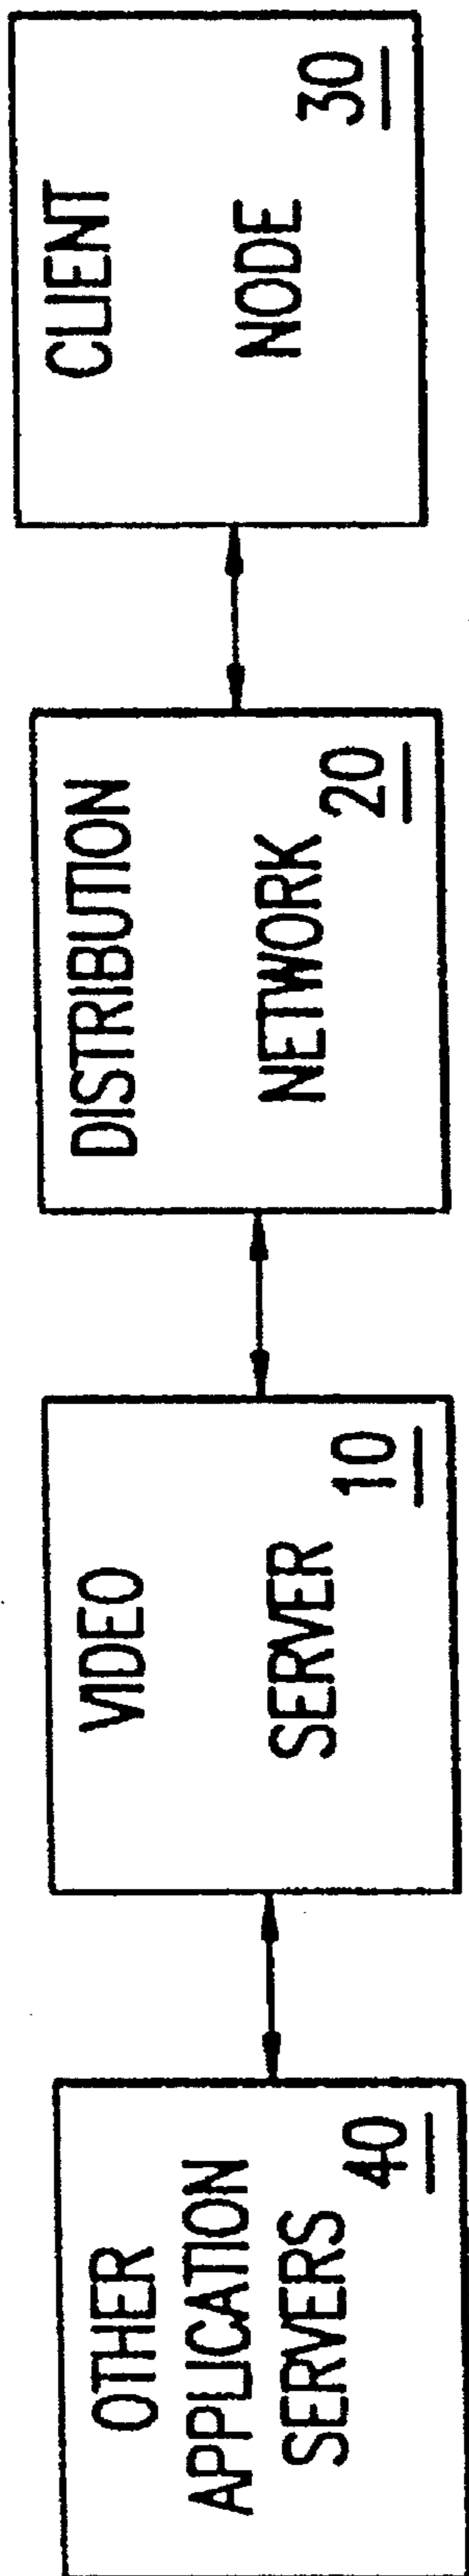 OTHER
APPLICATION
SERVERS
40
VIDEO
SERVER
10
DISTRIBUTION
NETWORK
20
CLIENT
NODE
30